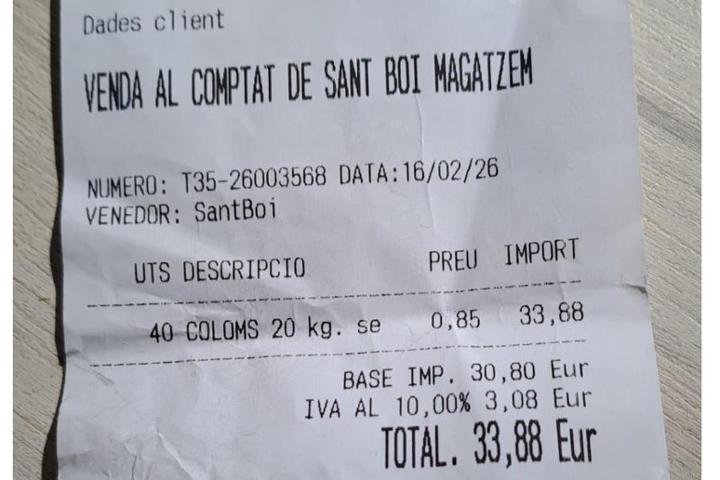 Dades client
VENDA AL COMPTAT DE SANT BOI MAGATZEM
NUMERO: T35-26003568 DATA:16/02/26
VENEDOR: SantBoi
UTS DESCRIPCIO PREU IMPORT
40 COLOMS 20 kg. se 0,85 33,88
BASE IMP. 30,80 Eur
IVA AL 10,00% 3,08 Eur
TOTAL. 33,88 Eur